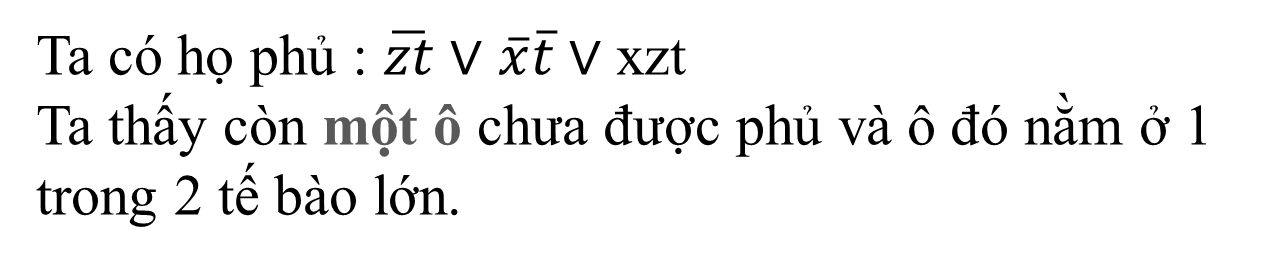 Ta có họ phủ : z̅t̅ ∨ x̅t̅ ∨ xzt
Ta thấy còn một ô chưa được phủ và ô đó nằm ở 1
trong 2 tế bào lớn.